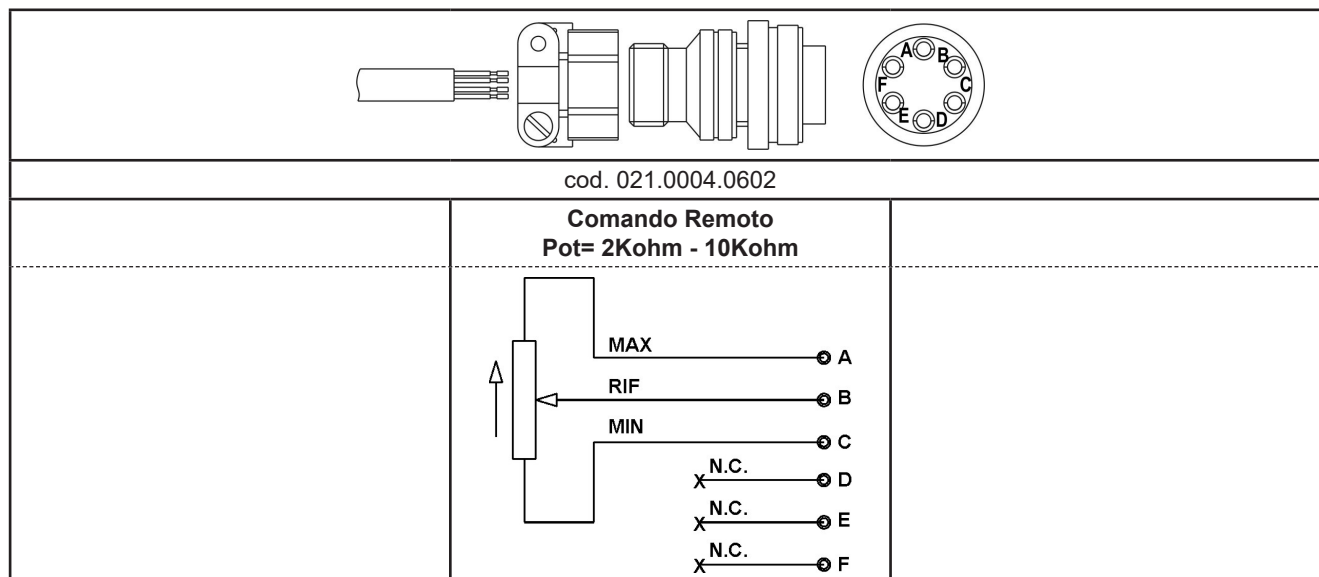 A B
F C
E D
cod. 021.0004.0602
Comando Remoto
Pot= 2Kohm - 10Kohm
MAX A
RIF B
MIN C
X N.C. D
X N.C. E
X N.C. F